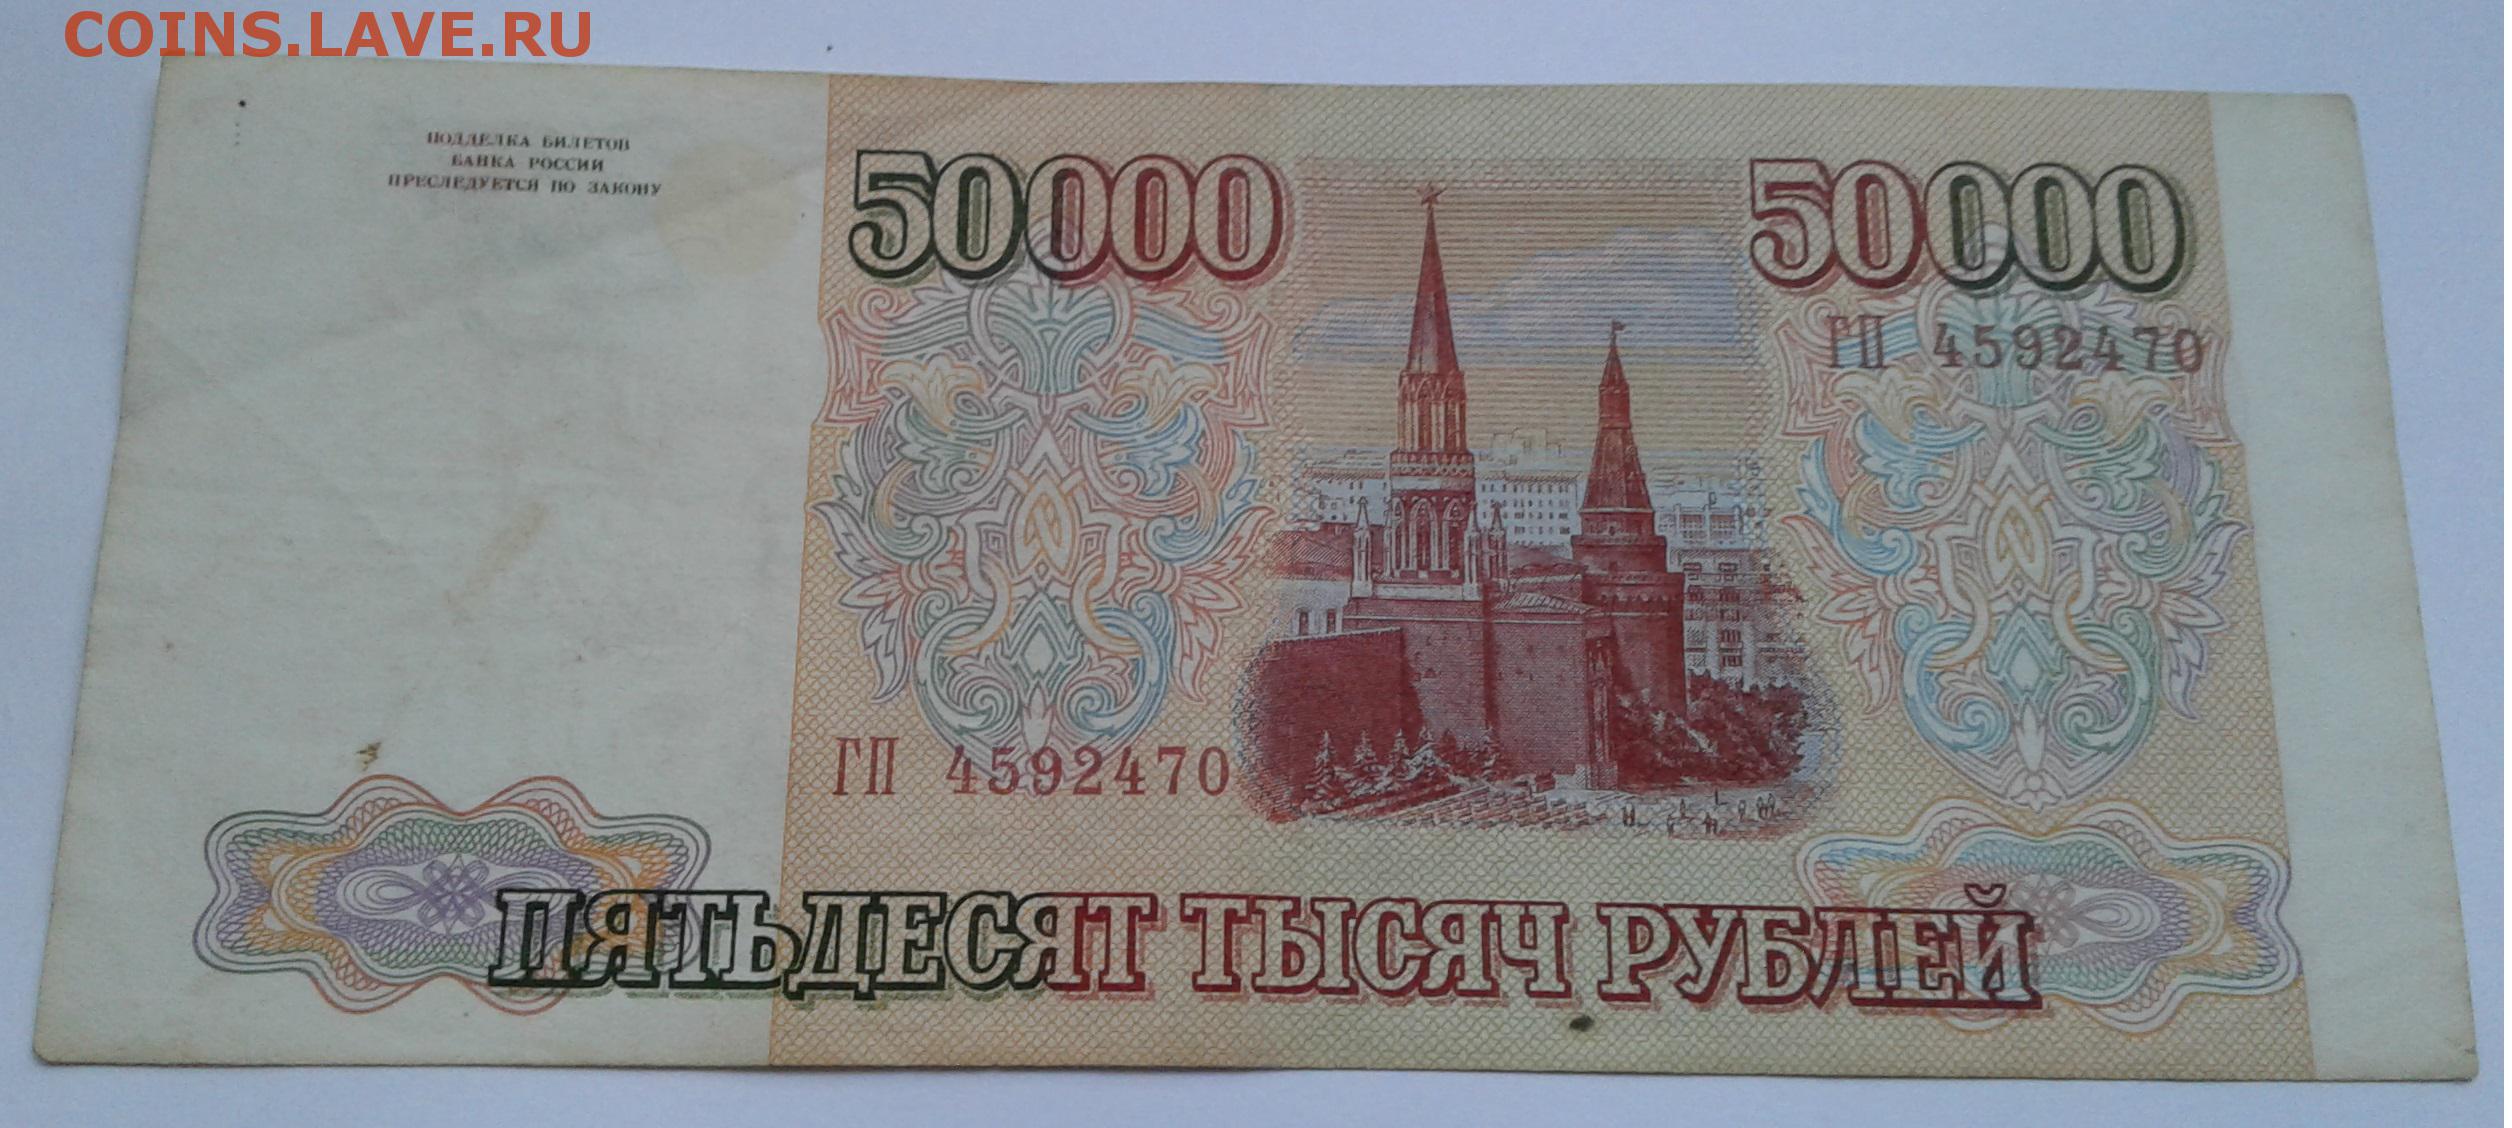 COINS.LAVE.RU
ПОДДЕЛКА БИЛЕТОВ
БАНКА РОССИИ
ПРЕСЛЕДУЕТСЯ ПО ЗАКОНУ
50000
50000
ГП 4592470
ГП 4592470
ПЯТЬДЕСЯТ ТЫСЯЧ РУБЛЕЙ